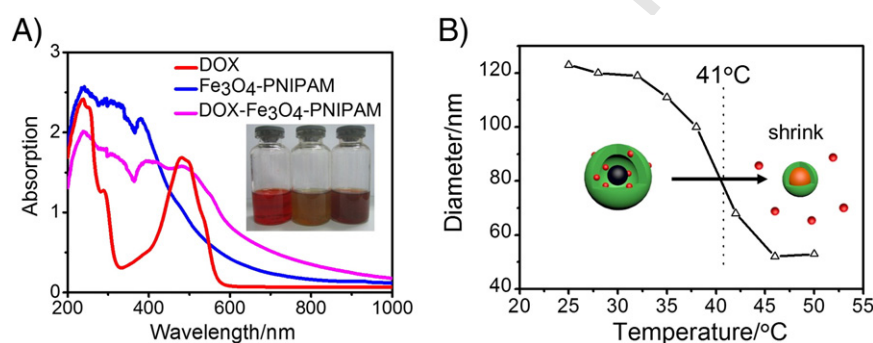 A)
3
2
1
0
200
400
600
800
1000
Absorption
Wavelength/nm
DOX
Fe₃O₄-PNIPAM
DOX-Fe₃O₄-PNIPAM
B)
120
100
80
60
40
20
25
30
35
40
45
50
55
Diameter/nm
Temperature/°C
41°C
shrink